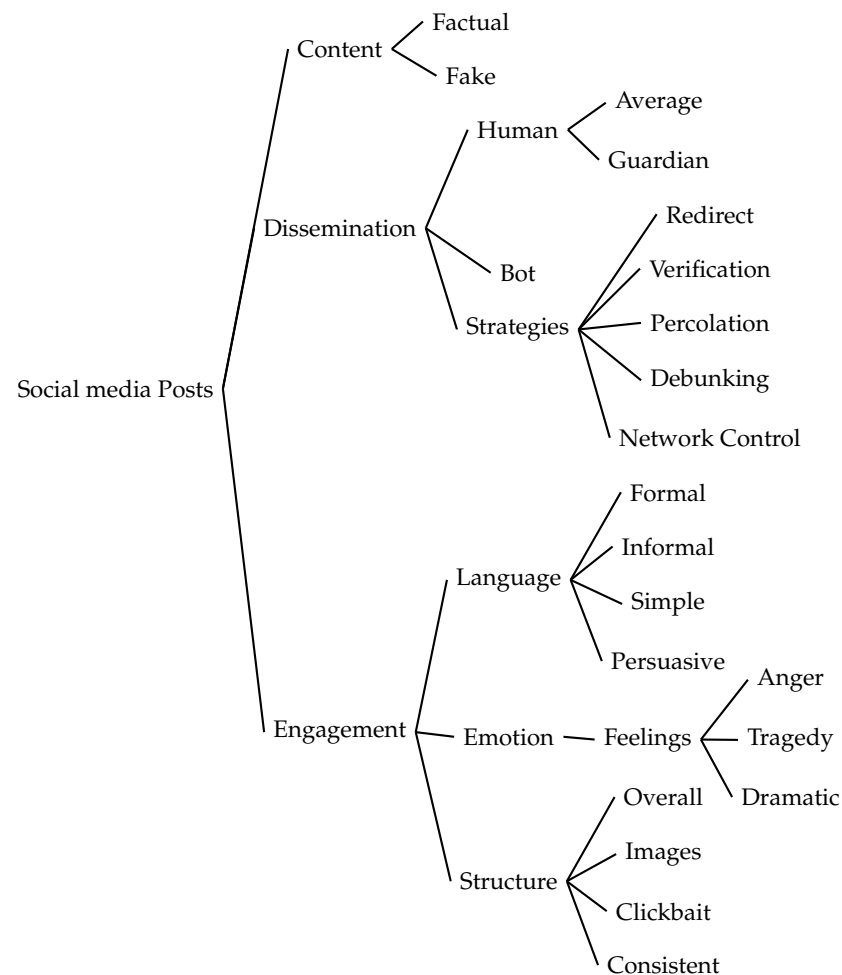 Factual
Content
Fake
Average
Human
Guardian
Redirect
Dissemination
Verification
Bot
Percolation
Strategies
Debunking
Social media Posts
Network Control
Formal
Informal
Language
Simple
Persuasive
Anger
Engagement
Emotion
Feelings
Tragedy
Overall
Dramatic
Images
Structure
Clickbait
Consistent